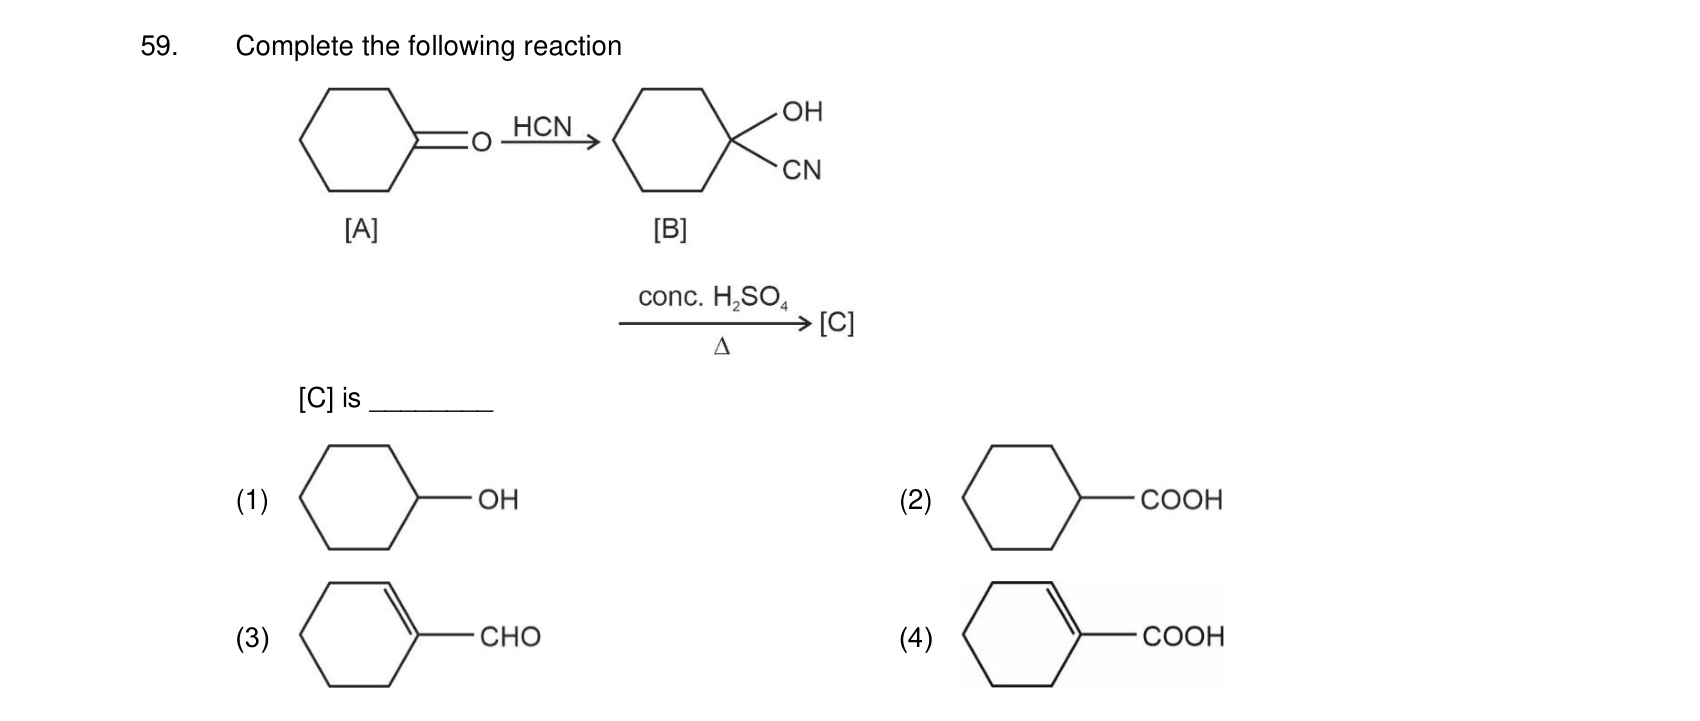 59. Complete the following reaction
OH
HCN
O
CN
[A] [B]
conc. H₂SO₄
[C]
Δ
[C] is ________
(1) OH (2) COOH
(3) CHO (4) COOH